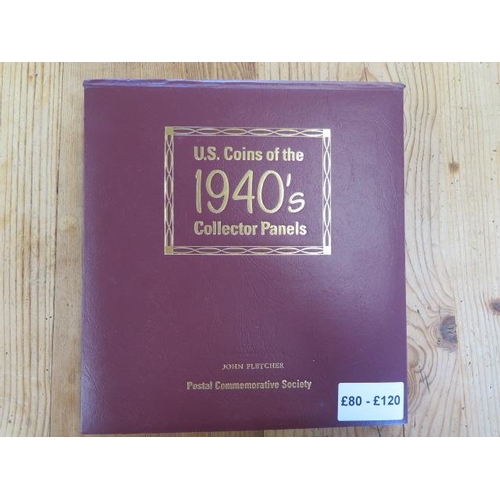 U.S. Coins of the
1940's
Collector Panels
JOHN FLETCHER
Postal Commemorative Society
£80 - £120